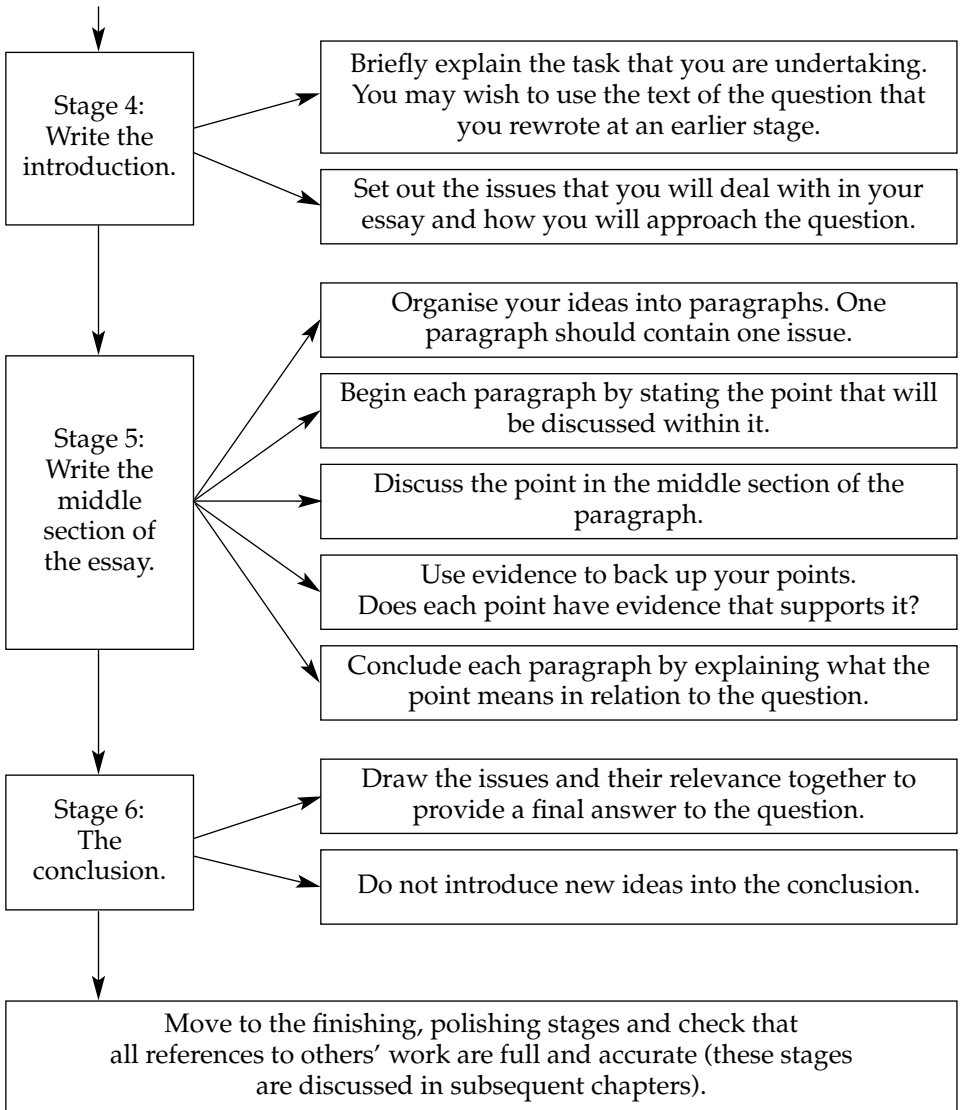 Stage 4:
Write the
introduction.
Briefly explain the task that you are undertaking.
You may wish to use the text of the question that
you rewrote at an earlier stage.
Set out the issues that you will deal with in your
essay and how you will approach the question.
Stage 5:
Write the
middle
section of
the essay.
Organise your ideas into paragraphs. One
paragraph should contain one issue.
Begin each paragraph by stating the point that will
be discussed within it.
Discuss the point in the middle section of the
paragraph.
Use evidence to back up your points.
Does each point have evidence that supports it?
Conclude each paragraph by explaining what the
point means in relation to the question.
Stage 6:
The
conclusion.
Draw the issues and their relevance together to
provide a final answer to the question.
Do not introduce new ideas into the conclusion.
Move to the finishing, polishing stages and check that
all references to others’ work are full and accurate (these stages
are discussed in subsequent chapters).